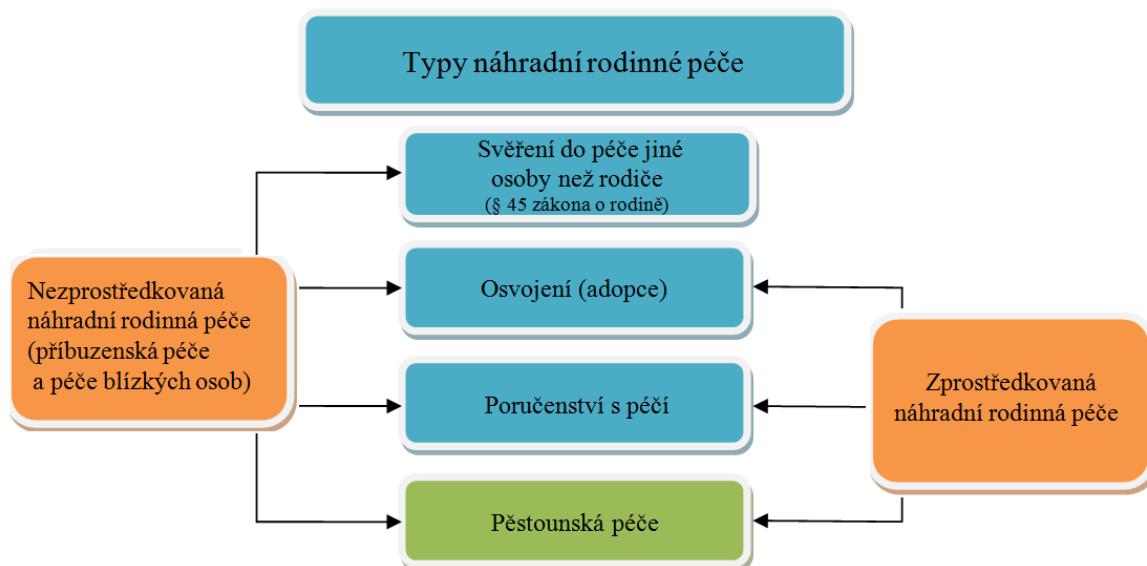 Typy náhradní rodinné péče
Svěření do péče jiné
osoby než rodiče
(§ 45 zákona o rodině)
Nezprostředkovaná
náhradní rodinná péče
(příbuzenská péče
a péče blízkých osob)
Osvojení (adopce)
Poručenství s péčí
Pěstounská péče
Zprostředkovaná
náhradní rodinná péče